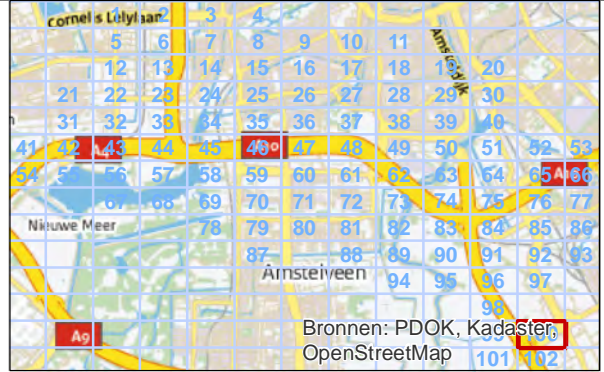 Cornelis Lelylaan
1 2 3 4
5 6 7 8 9 10 11
Amsteldijk
12 13 14 15 16 17 18 19 20
21 22 23 24 25 26 27 28 29 30
31 32 33 34 35 36 37 38 39 40
41 42 43 44 45 46 47 48 49 50 51 52 53
54 55 56 57 58 59 60 61 62 63 64 65 66
67 68 69 70 71 72 73 74 75 76 77
Nieuwe Meer
78 79 80 81 82 83 84 85 86
87 88 89 90 91 92 93
Amstelveen
94 95 96 97
98
A9
Bronnen: PDOK, Kadaster,
99 100
OpenStreetMap
101 102